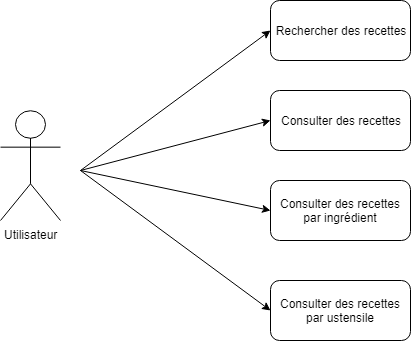 Rechercher des recettes
Consulter des recettes
Consulter des recettes
par ingrédient
Utilisateur
Consulter des recettes
par ustensile